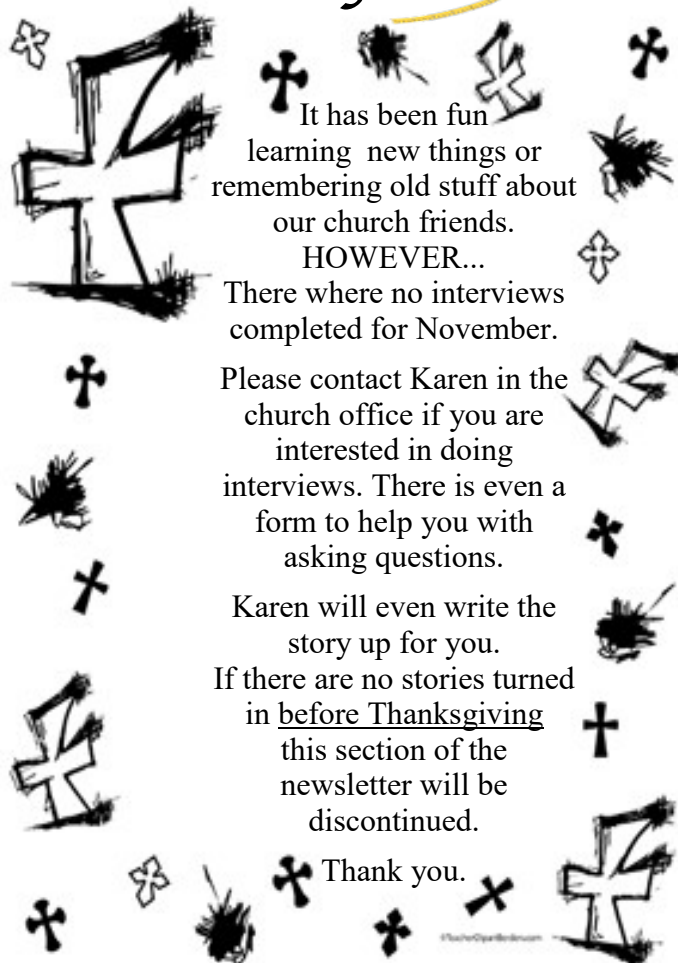 It has been fun
learning new things or
remembering old stuff about
our church friends.
HOWEVER...
There where no interviews
completed for November.
Please contact Karen in the
church office if you are
interested in doing
interviews. There is even a
form to help you with
asking questions.
Karen will even write the
story up for you.
If there are no stories turned
in before Thanksgiving
this section of the
newsletter will be
discontinued.
Thank you.